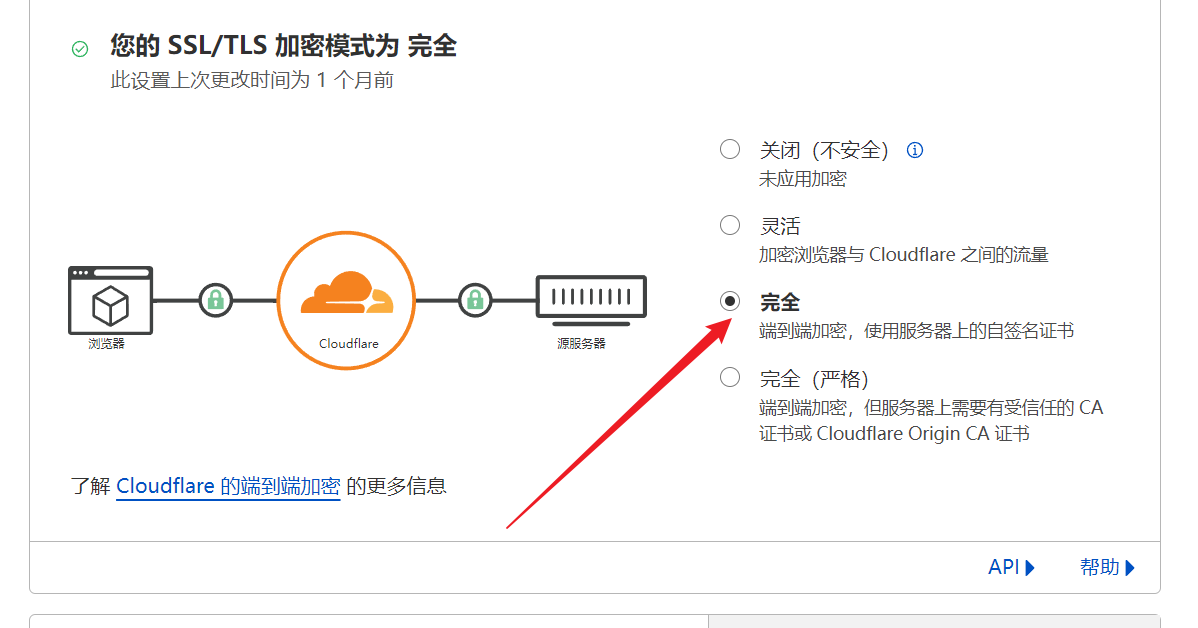 您的 SSL/TLS 加密模式为 完全
此设置上次更改时间为 1 个月前
关闭（不安全）
未应用加密
灵活
加密浏览器与 Cloudflare 之间的流量
完全
端到端加密，使用服务器上的自签名证书
完全（严格）
端到端加密，但服务器上需要有受信任的 CA
证书或 Cloudflare Origin CA 证书
浏览器
Cloudflare
源服务器
了解 Cloudflare 的端到端加密 的更多信息
API
帮助